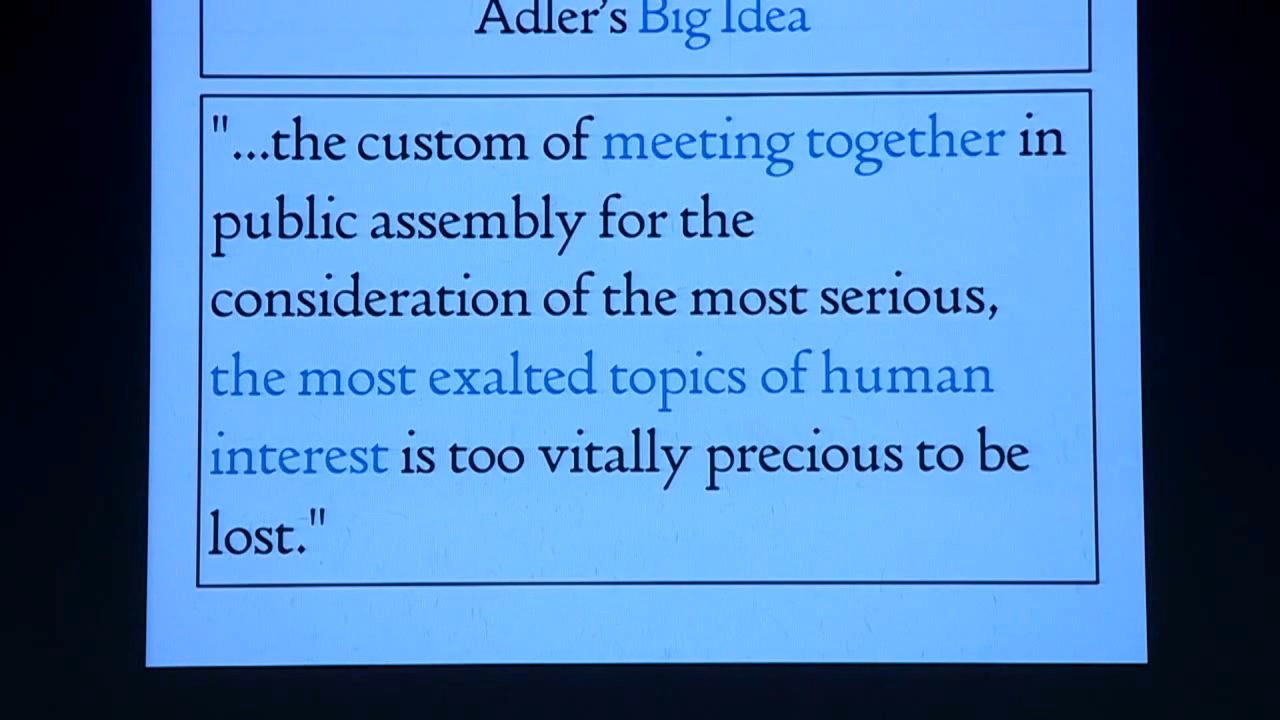 Adler's Big Idea
"...the custom of meeting together in
public assembly for the
consideration of the most serious,
the most exalted topics of human
interest is too vitally precious to be
lost."